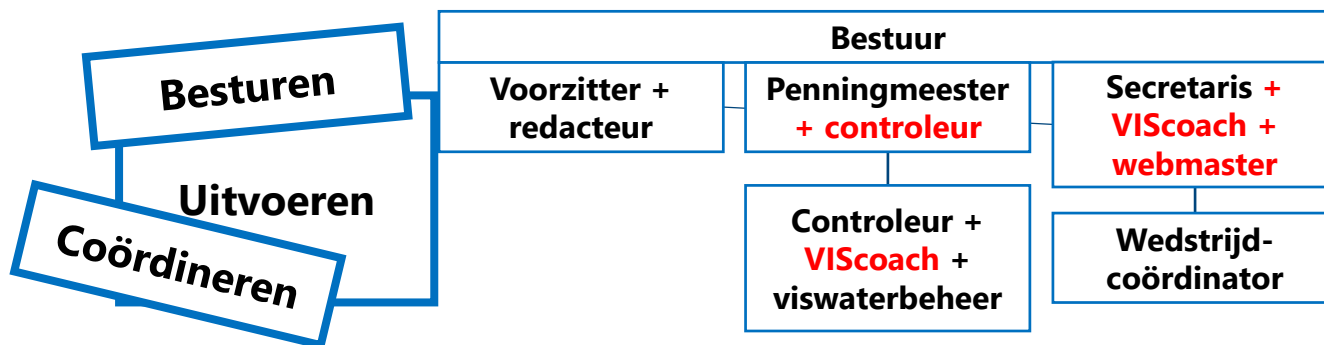 Besturen
Uitvoeren
Coördineren
Bestuur
Voorzitter +
redacteur
Penningmeester
+ controleur
Secretaris +
VIScoach +
webmaster
Controleur +
VIScoach +
viswaterbeheer
Wedstrijd-
coördinator